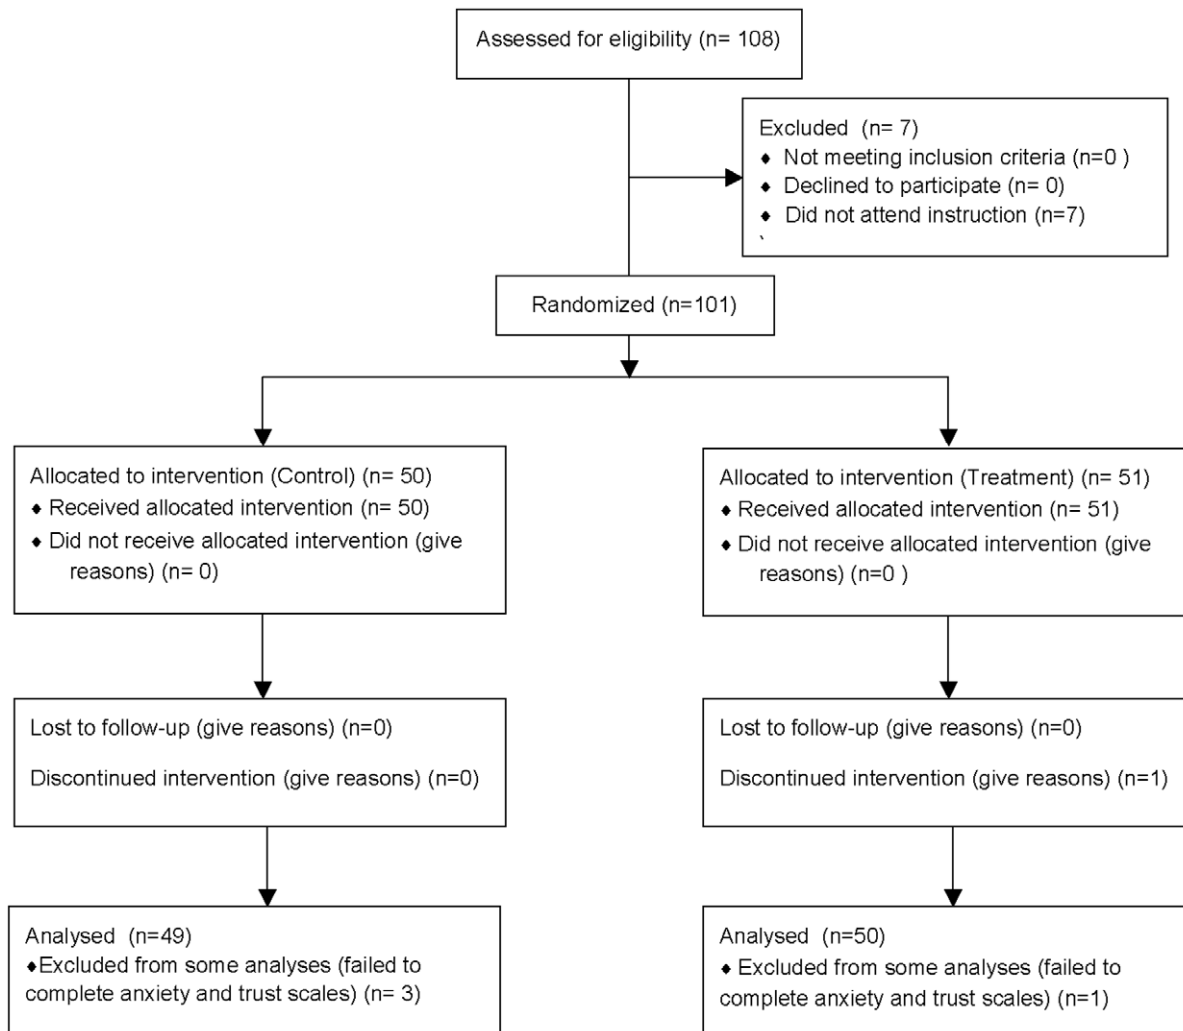 Assessed for eligibility (n= 108)
Excluded  (n= 7)
♦ Not meeting inclusion criteria (n=0 )
♦ Declined to participate (n= 0)
♦ Did not attend instruction (n=7)
`
Randomized (n=101)
Allocated to intervention (Control) (n= 50)
♦ Received allocated intervention (n= 50)
♦ Did not receive allocated intervention (give
reasons) (n= 0)
Allocated to intervention (Treatment) (n= 51)
♦ Received allocated intervention (n= 51)
♦ Did not receive allocated intervention (give
reasons) (n=0 )
Lost to follow-up (give reasons) (n=0)
Discontinued intervention (give reasons) (n=0)
Lost to follow-up (give reasons) (n=0)
Discontinued intervention (give reasons) (n=1)
Analysed  (n=49)
♦Excluded from some analyses (failed to
complete anxiety and trust scales) (n= 3)
Analysed  (n=50)
♦ Excluded from some analyses (failed to
complete anxiety and trust scales) (n=1)